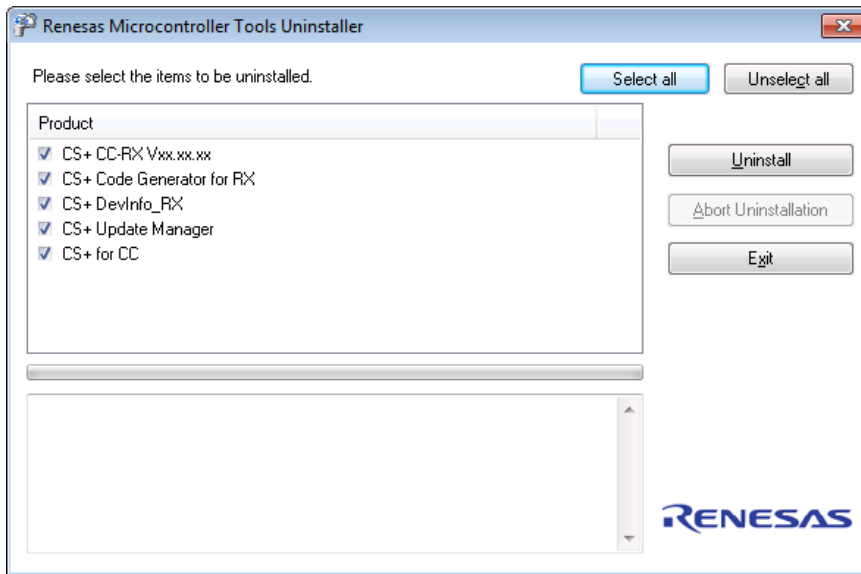 Renesas Microcontroller Tools Uninstaller
Please select the items to be uninstalled.
Select all
Unselect all
Product
CS+ CC-RX Vxx.xx.xx
CS+ Code Generator for RX
CS+ DevInfo_RX
CS+ Update Manager
CS+ for CC
Uninstall
Abort Uninstallation
Exit
RENESAS